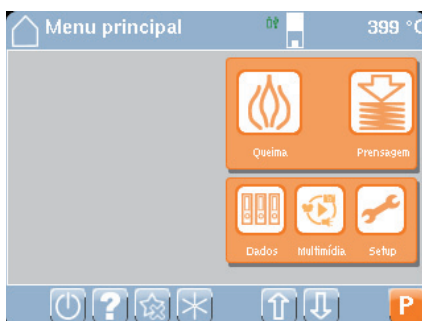 Menu principal 399 °C
Queima Prensagem
Dados Multimídia Setup
? P